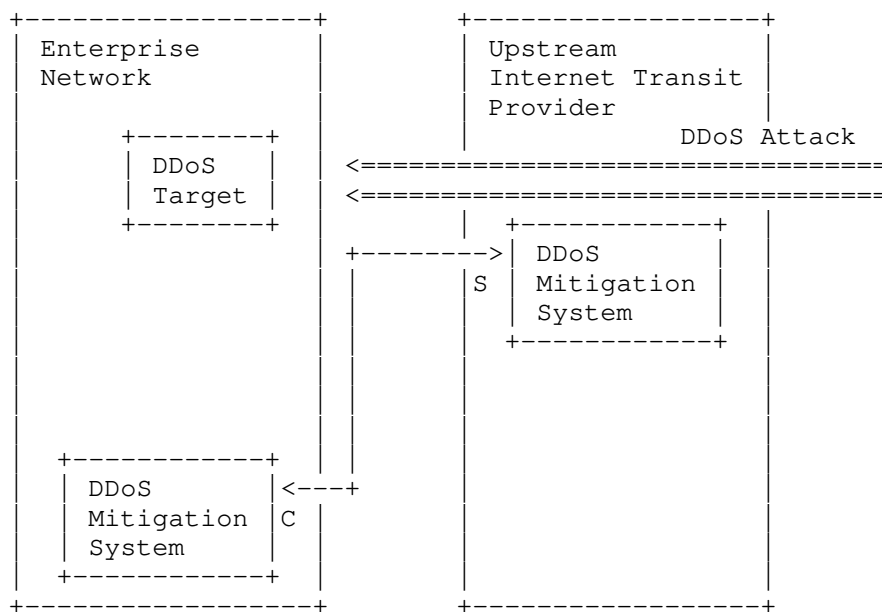 Enterprise
Network
Upstream
Internet Transit
Provider
DDoS Attack
DDoS
Target
DDoS
Mitigation
System
S
DDoS
Mitigation
System
C